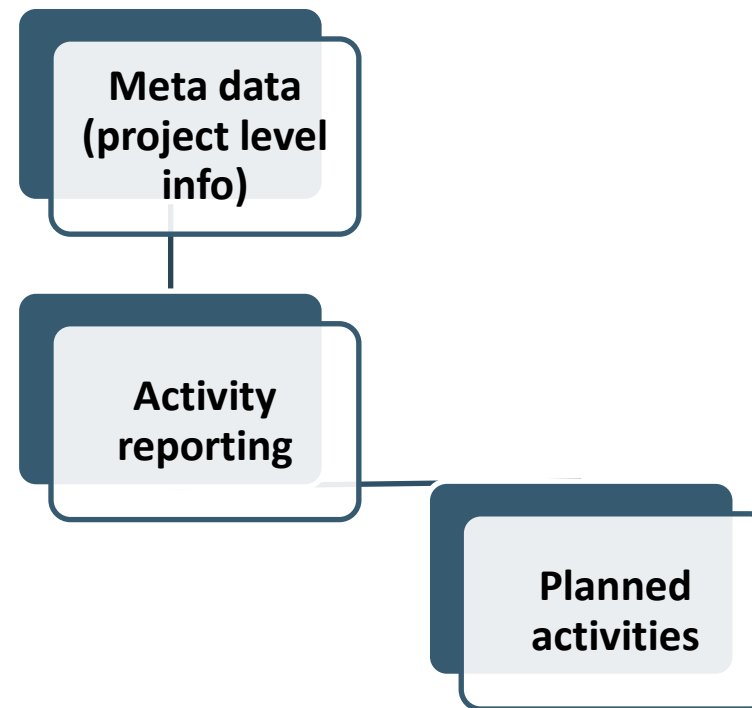 Meta data
(project level
info)
Activity
reporting
Planned
activities